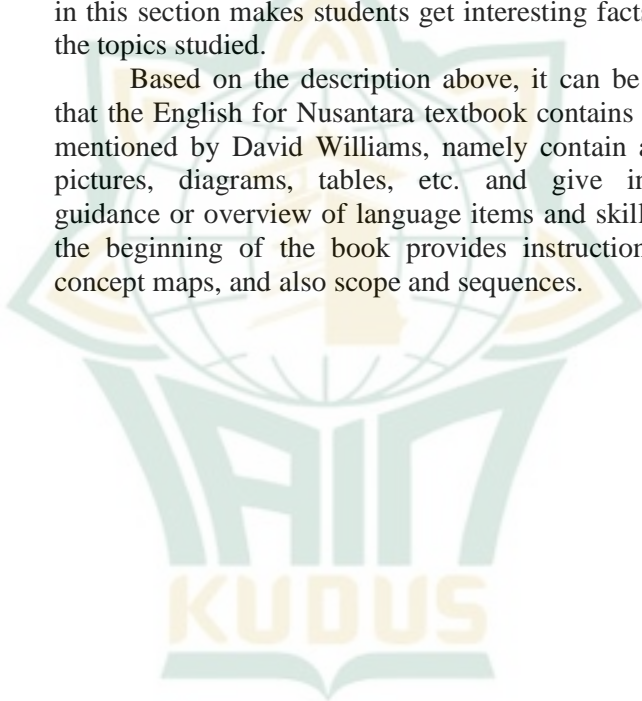 in this section makes students get interesting facts
the topics studied.
Based on the description above, it can be
that the English for Nusantara textbook contains
mentioned by David Williams, namely contain a
pictures, diagrams, tables, etc. and give in
guidance or overview of language items and skill
the beginning of the book provides instruction
concept maps, and also scope and sequences.
IAIN
KUDUS